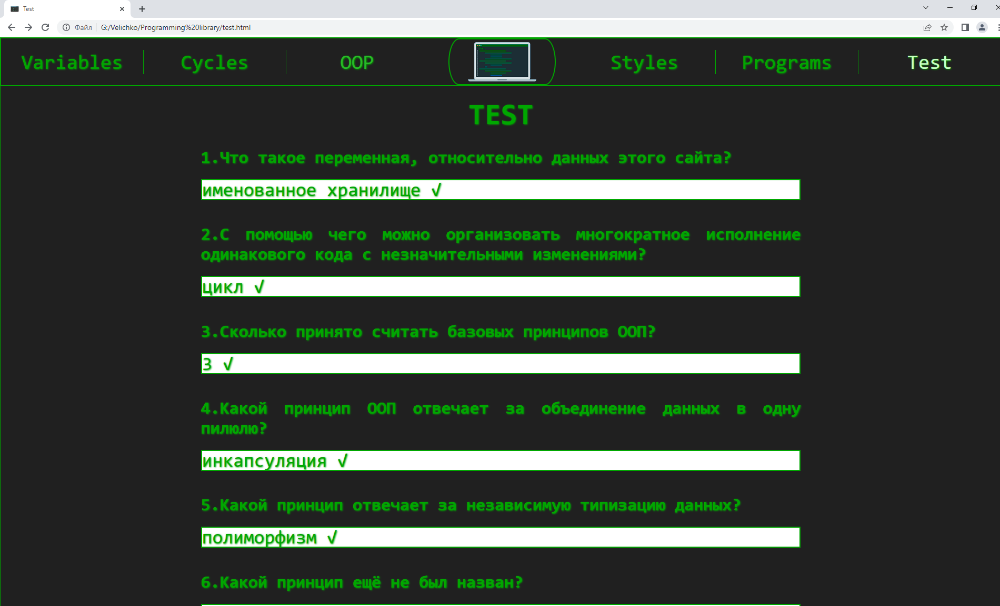 Test
Файл
G:/Velichko/Programming%20library/test.html
Variables Cycles OOP Styles Programs Test
TEST
1.Что такое переменная, относительно данных этого сайта?
именованное хранилище √
2.С помощью чего можно организовать многократное исполнение
одинакового кода с незначительными изменениями?
цикл √
3.Сколько принято считать базовых принципов ООП?
3 √
4.Какой принцип ООП отвечает за объединение данных в одну
пилюлю?
инкапсуляция √
5.Какой принцип отвечает за независимую типизацию данных?
полиморфизм √
6.Какой принцип ещё не был назван?